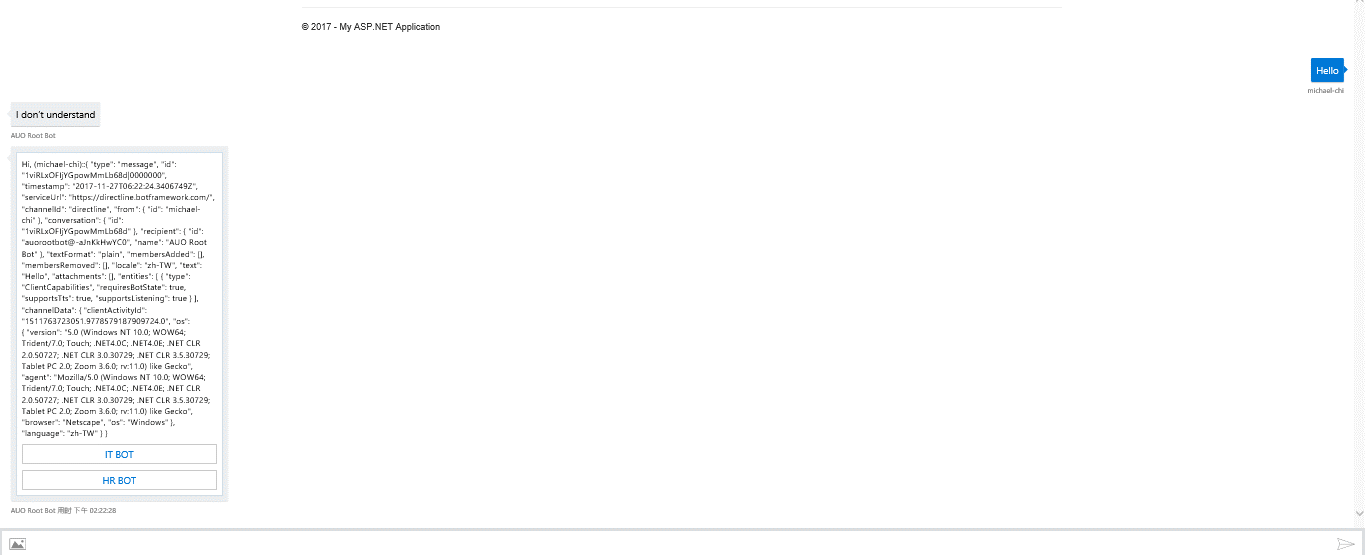 © 2017 - My ASP.NET Application
Hello
michael-chi
I don't understand
AUO Root Bot
Hi, (michael-chi)::{ "type": "message", "id":
"1viRLxOFIjYGpowMmLb68d|0000000",
"timestamp": "2017-11-27T06:22:24.3406749Z",
"serviceUrl": "https://directline.botframework.com/",
"channelId": "directline", "from": { "id": "michael-
chi" }, "conversation": { "id":
"1viRLxOFIjYGpowMmLb68d" }, "recipient": { "id":
"auorootbot@-aJnKkHwYC0", "name": "AUO Root
Bot" }, "textFormat": "plain", "membersAdded": [],
"membersRemoved": [], "locale": "zh-TW", "text":
"Hello", "attachments": [], "entities": [ { "type":
"ClientCapabilities", "requiresBotState": true,
"supportsTts": true, "supportsListening": true } ],
"channelData": { "clientActivityId":
"1511763723051.9778579187909724.0", "os":
{ "version": "5.0 (Windows NT 10.0; WOW64;
Trident/7.0; Touch; .NET4.0C; .NET4.0E; .NET CLR
2.0.50727; .NET CLR 3.0.30729; .NET CLR 3.5.30729;
Tablet PC 2.0; Zoom 3.6.0; rv:11.0) like Gecko",
"agent": "Mozilla/5.0 (Windows NT 10.0; WOW64;
Trident/7.0; Touch; .NET4.0C; .NET4.0E; .NET CLR
2.0.50727; .NET CLR 3.0.30729; .NET CLR 3.5.30729;
Tablet PC 2.0; Zoom 3.6.0; rv:11.0) like Gecko",
"browser": "Netscape", "os": "Windows" },
"language": "zh-TW" } }
IT BOT
HR BOT
AUO Root Bot 下午 02:22:28